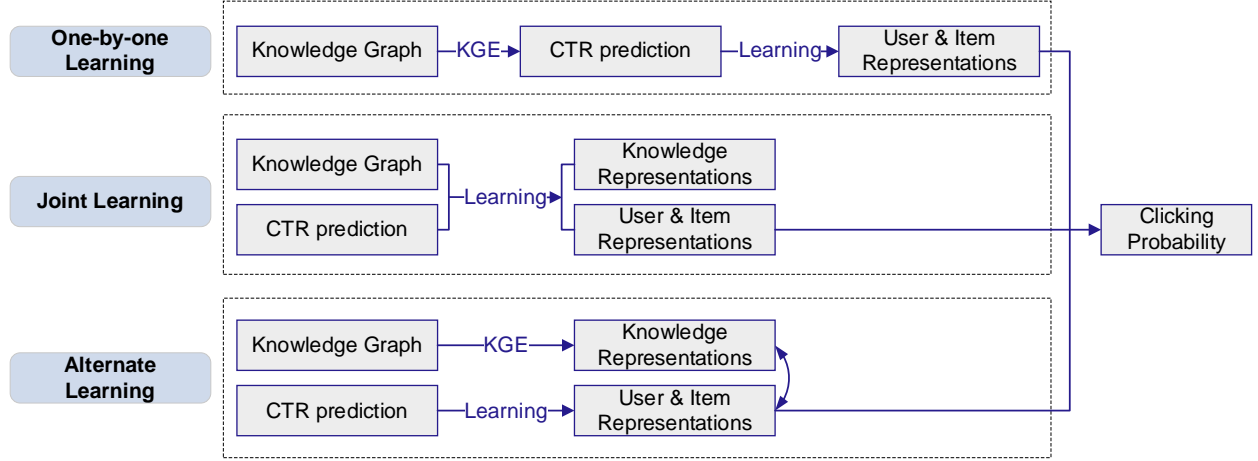 One-by-one
Learning
Knowledge Graph
KGE
CTR prediction
Learning
User & Item
Representations
Joint Learning
Knowledge Graph
CTR prediction
Learning
Knowledge
Representations
User & Item
Representations
Clicking
Probability
Alternate
Learning
Knowledge Graph
KGE
Knowledge
Representations
CTR prediction
Learning
User & Item
Representations